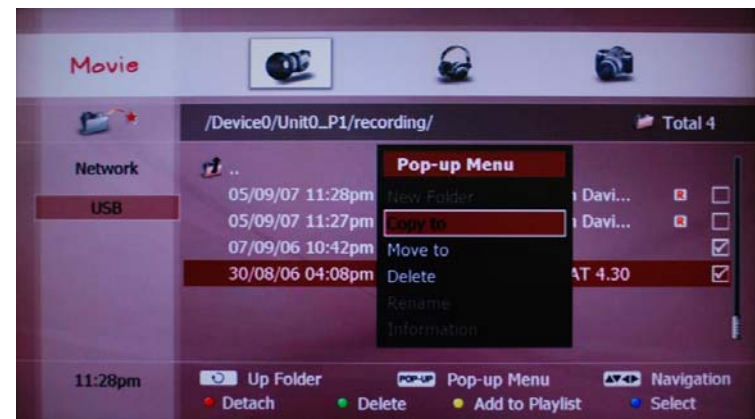 Movie
/Device0/Unit0_P1/recording/
Total 4
Network
USB
..
05/09/07 11:28pm
Davi...
R
05/09/07 11:27pm
Davi...
R
07/09/06 10:42pm
30/08/06 04:08pm
AT 4.30
Pop-up Menu
New Folder
Copy to
Move to
Delete
Rename
Information
11:28pm
Up Folder
POP-UP Pop-up Menu
Navigation
Detach
Delete
Add to Playlist
Select